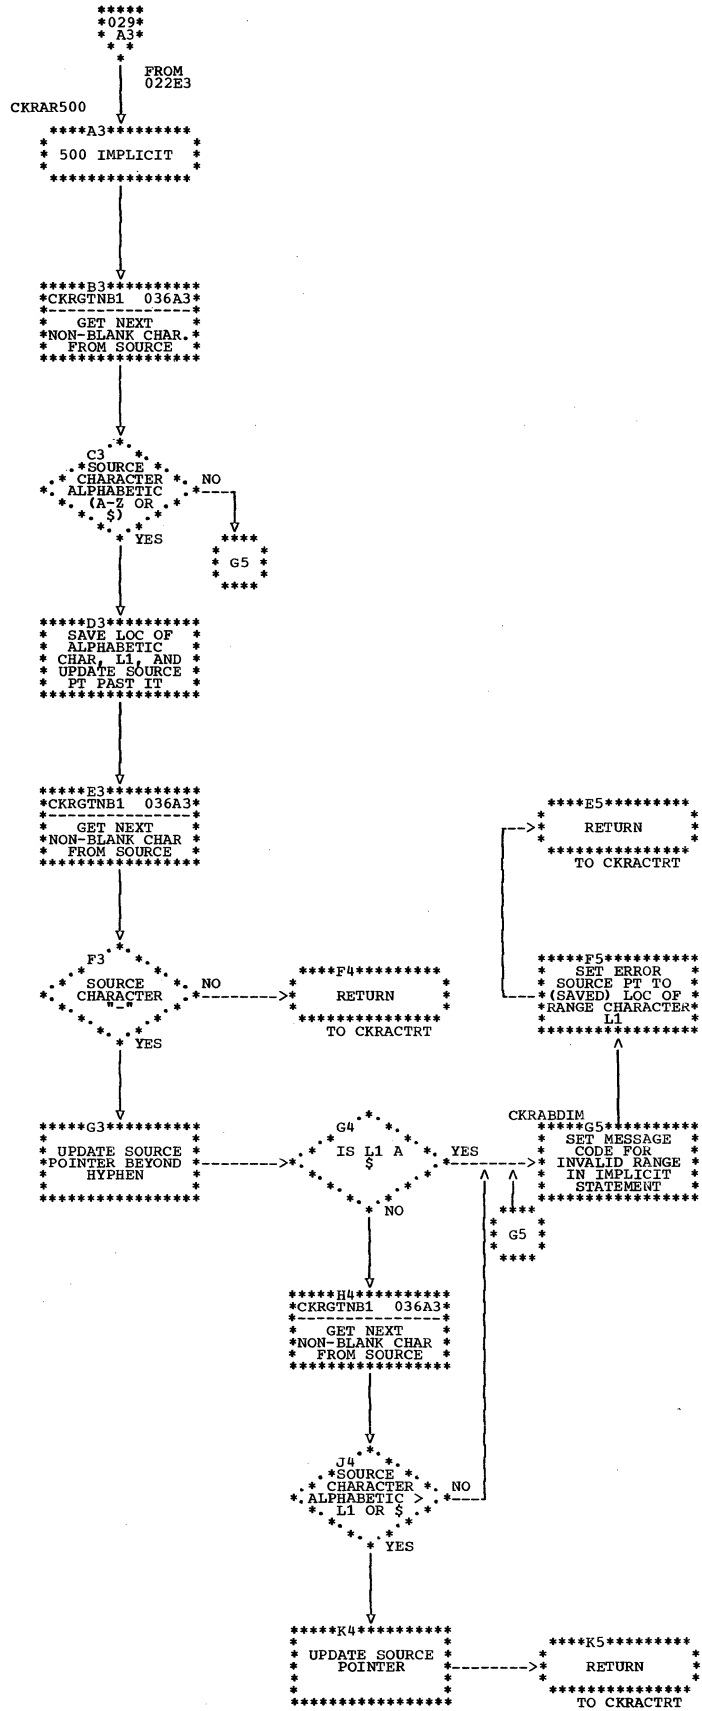 029
A3
FROM
022E3
CKRAR500
A3
500 IMPLICIT
B3
CKRGTNB1 036A3
GET NEXT
NON-BLANK CHAR.
FROM SOURCE
C3
SOURCE
CHARACTER
ALPHABETIC
(A-Z OR
$)
NO
YES
G5
D3
SAVE LOC OF
ALPHABETIC
CHAR, L1, AND
UPDATE SOURCE
PT PAST IT
E3
CKRGTNB1 036A3
GET NEXT
NON-BLANK CHAR
FROM SOURCE
E5
RETURN
TO CKRACTRT
F3
SOURCE
CHARACTER
"-"
NO
YES
F4
RETURN
TO CKRACTRT
F5
SET ERROR
SOURCE PT TO
(SAVED) LOC OF
RANGE CHARACTER
L1
G3
UPDATE SOURCE
POINTER BEYOND
HYPHEN
G4
IS L1 A
$
YES
NO
CKRABDIM
G5
SET MESSAGE
CODE FOR
INVALID RANGE
IN IMPLICIT
STATEMENT
G5
H4
CKRGTNB1 036A3
GET NEXT
NON-BLANK CHAR
FROM SOURCE
J4
SOURCE
CHARACTER
ALPHABETIC >
L1 OR $
NO
YES
K4
UPDATE SOURCE
POINTER
K5
RETURN
TO CKRACTRT